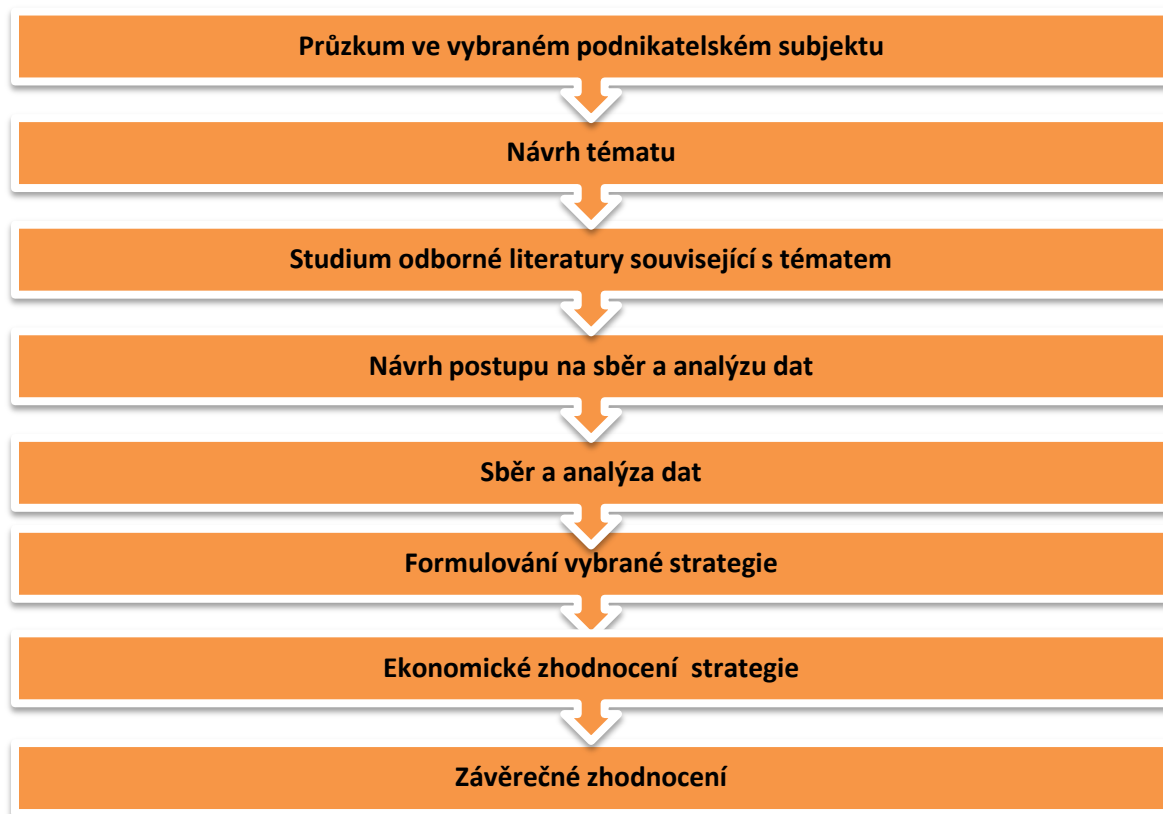 Průzkum ve vybraném podnikatelském subjektu
Návrh tématu
Studium odborné literatury související s tématem
Návrh postupu na sběr a analýzu dat
Sběr a analýza dat
Formulování vybrané strategie
Ekonomické zhodnocení  strategie
Závěrečné zhodnocení